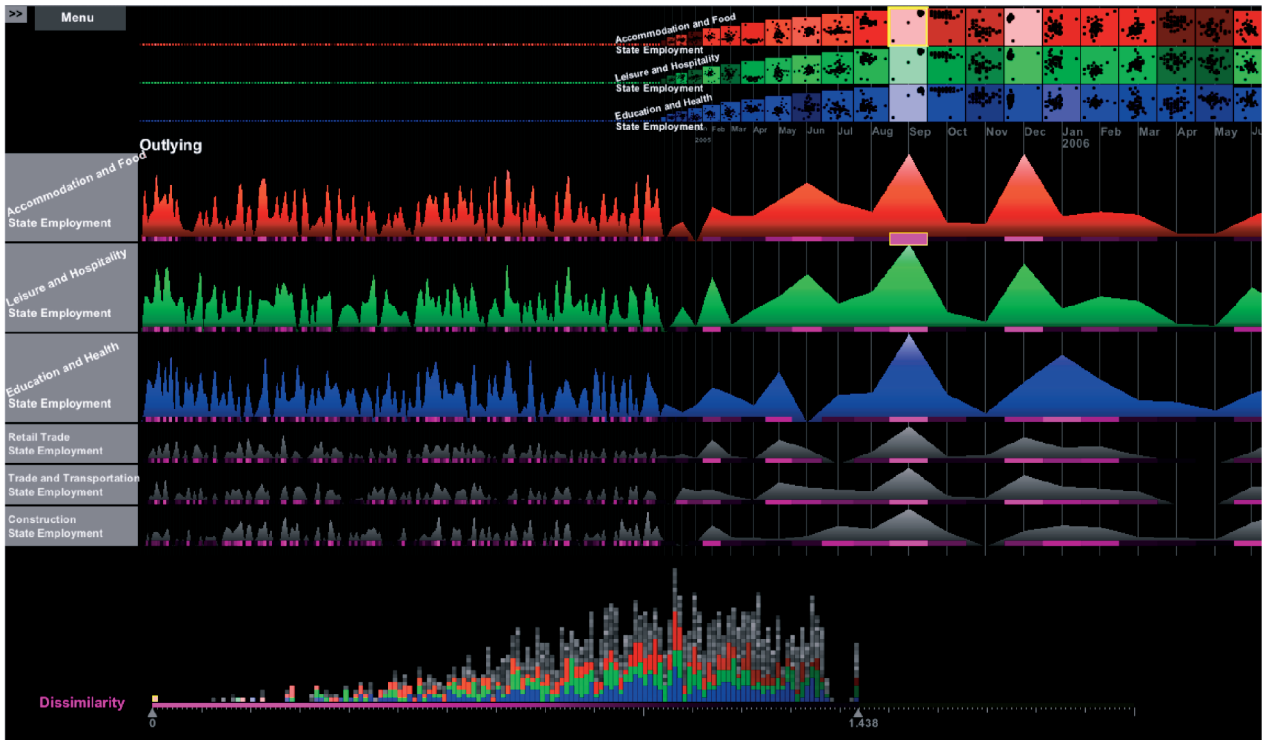 >>
Menu
Accommodation and Food
State Employment
Leisure and Hospitality
State Employment
Education and Health
State Employment
Feb Mar Apr May Jun Jul Aug Sep Oct Nov Dec Jan Feb Mar Apr May
2005 2006
Outlying
Accommodation and Food
State Employment
Leisure and Hospitality
State Employment
Education and Health
State Employment
Retail Trade
State Employment
Trade and Transportation
State Employment
Construction
State Employment
Dissimilarity
0 1.438